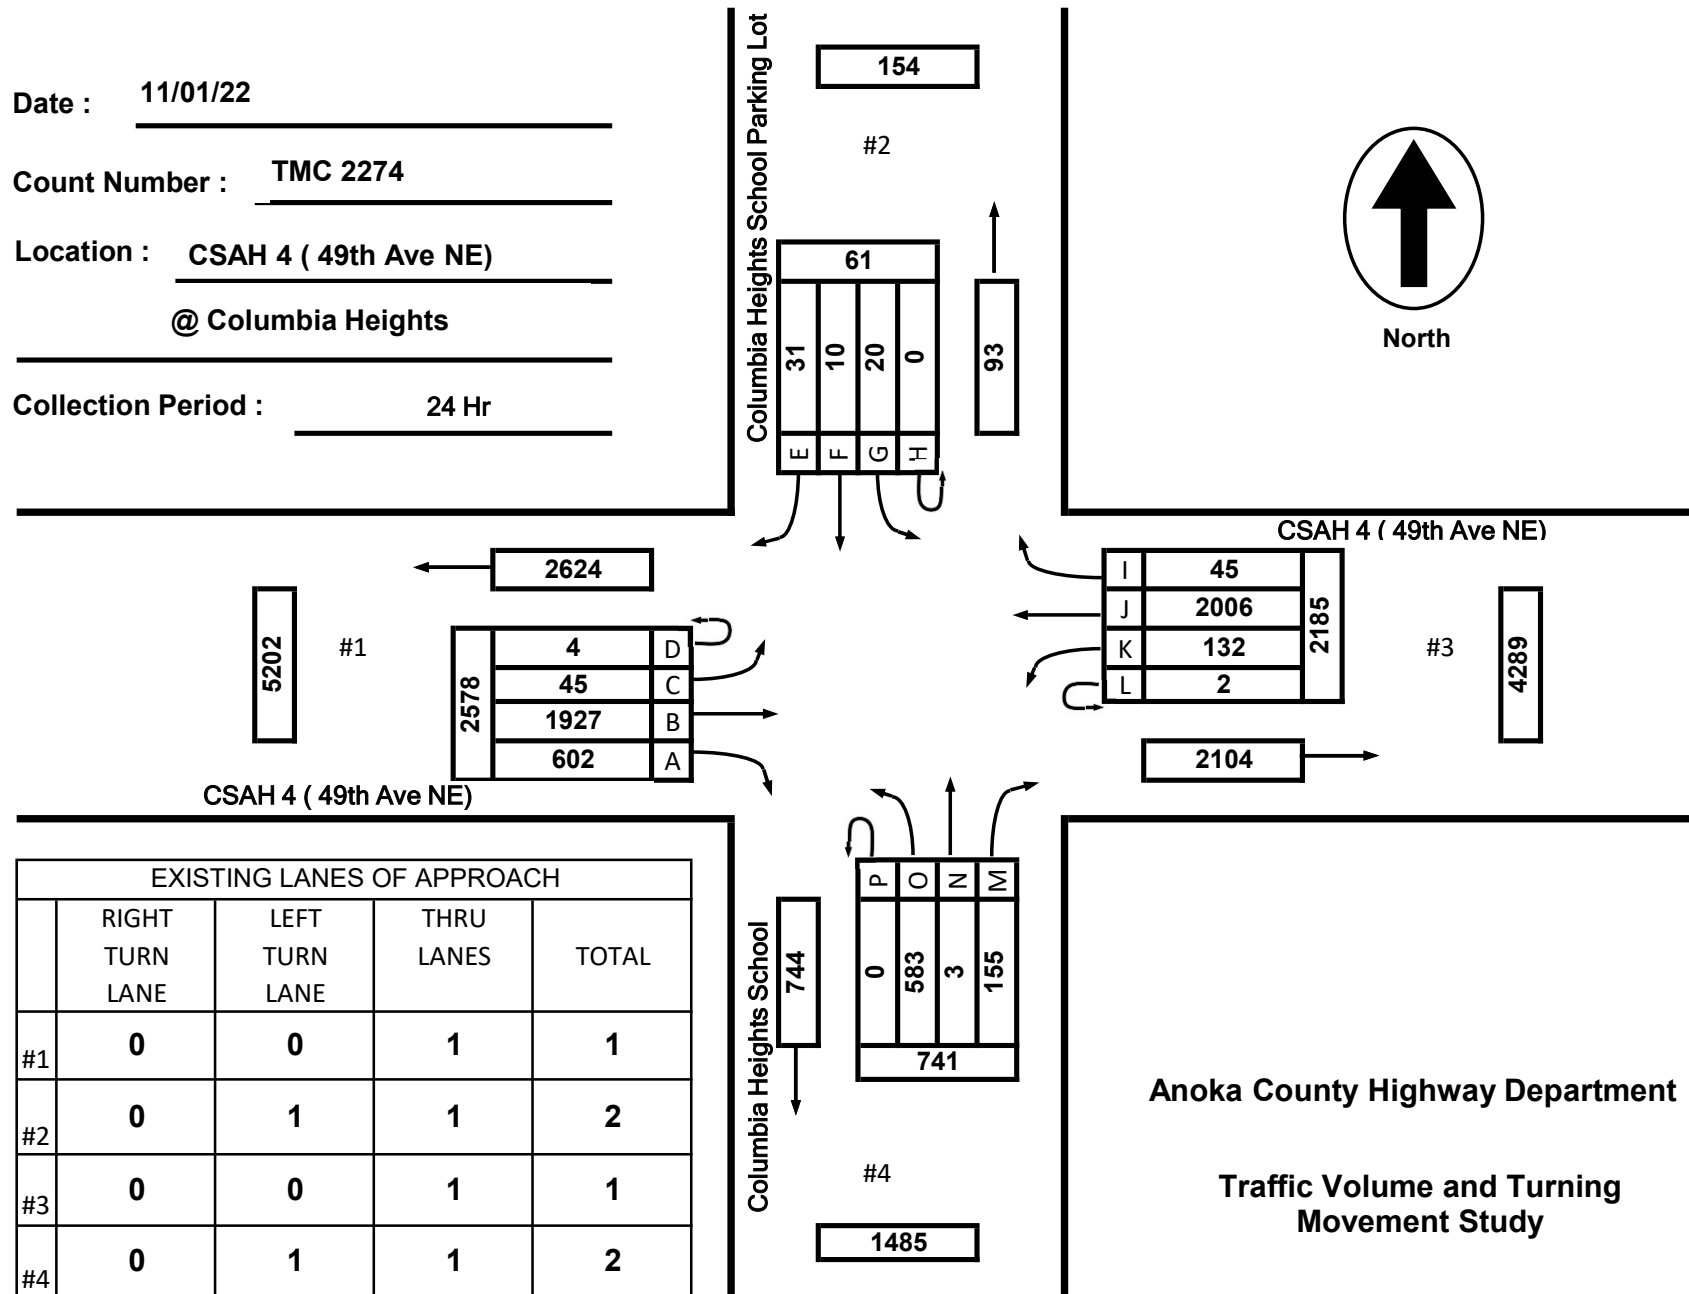 Date : 11/01/22
Count Number : TMC 2274
Location : CSAH 4 ( 49th Ave NE)
@ Columbia Heights
Collection Period : 24 Hr
Columbia Heights School Parking Lot
154
#2
61
31 10 20 0
E F G H
93
North
CSAH 4 ( 49th Ave NE)
2624
5202
#1
2578
4 D
45 C
1927 B
602 A
CSAH 4 ( 49th Ave NE)
I 45
J 2006
K 132
L 2
2185
#3
4289
2104
EXISTING LANES OF APPROACH
RIGHT TURN LANE
LEFT TURN LANE
THRU LANES
TOTAL
#1 0 0 1 1
#2 0 1 1 2
#3 0 0 1 1
#4 0 1 1 2
Columbia Heights School
744
P O N M
0 583 3 155
741
#4
1485
Anoka County Highway Department
Traffic Volume and Turning
Movement Study